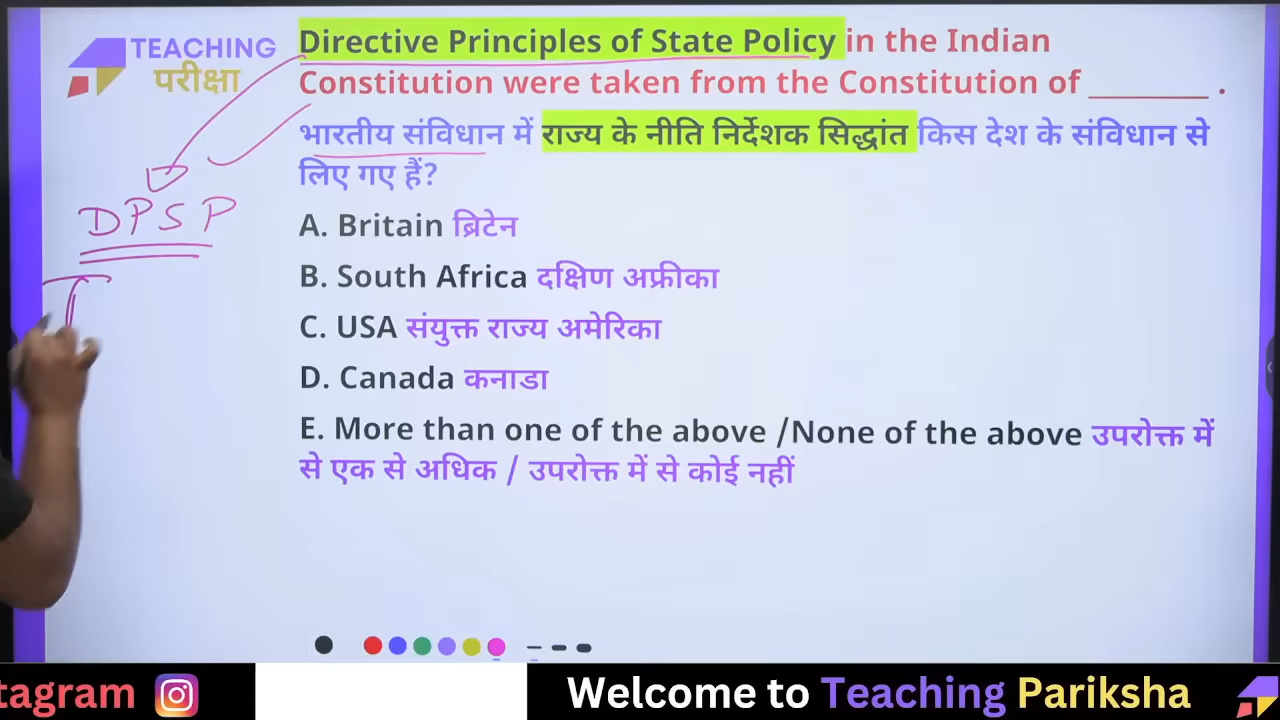 TEACHING
परीक्षा
Directive Principles of State Policy in the Indian
Constitution were taken from the Constitution of ________ .
भारतीय संविधान में राज्य के नीति निर्देशक सिद्धांत किस देश के संविधान से
लिए गए हैं?
DPSP
A. Britain ब्रिटेन
B. South Africa दक्षिण अफ्रीका
C. USA संयुक्त राज्य अमेरिका
D. Canada कनाडा
E. More than one of the above /None of the above उपरोक्त में
से एक से अधिक / उपरोक्त में से कोई नहीं
tagram
Welcome to Teaching Pariksha